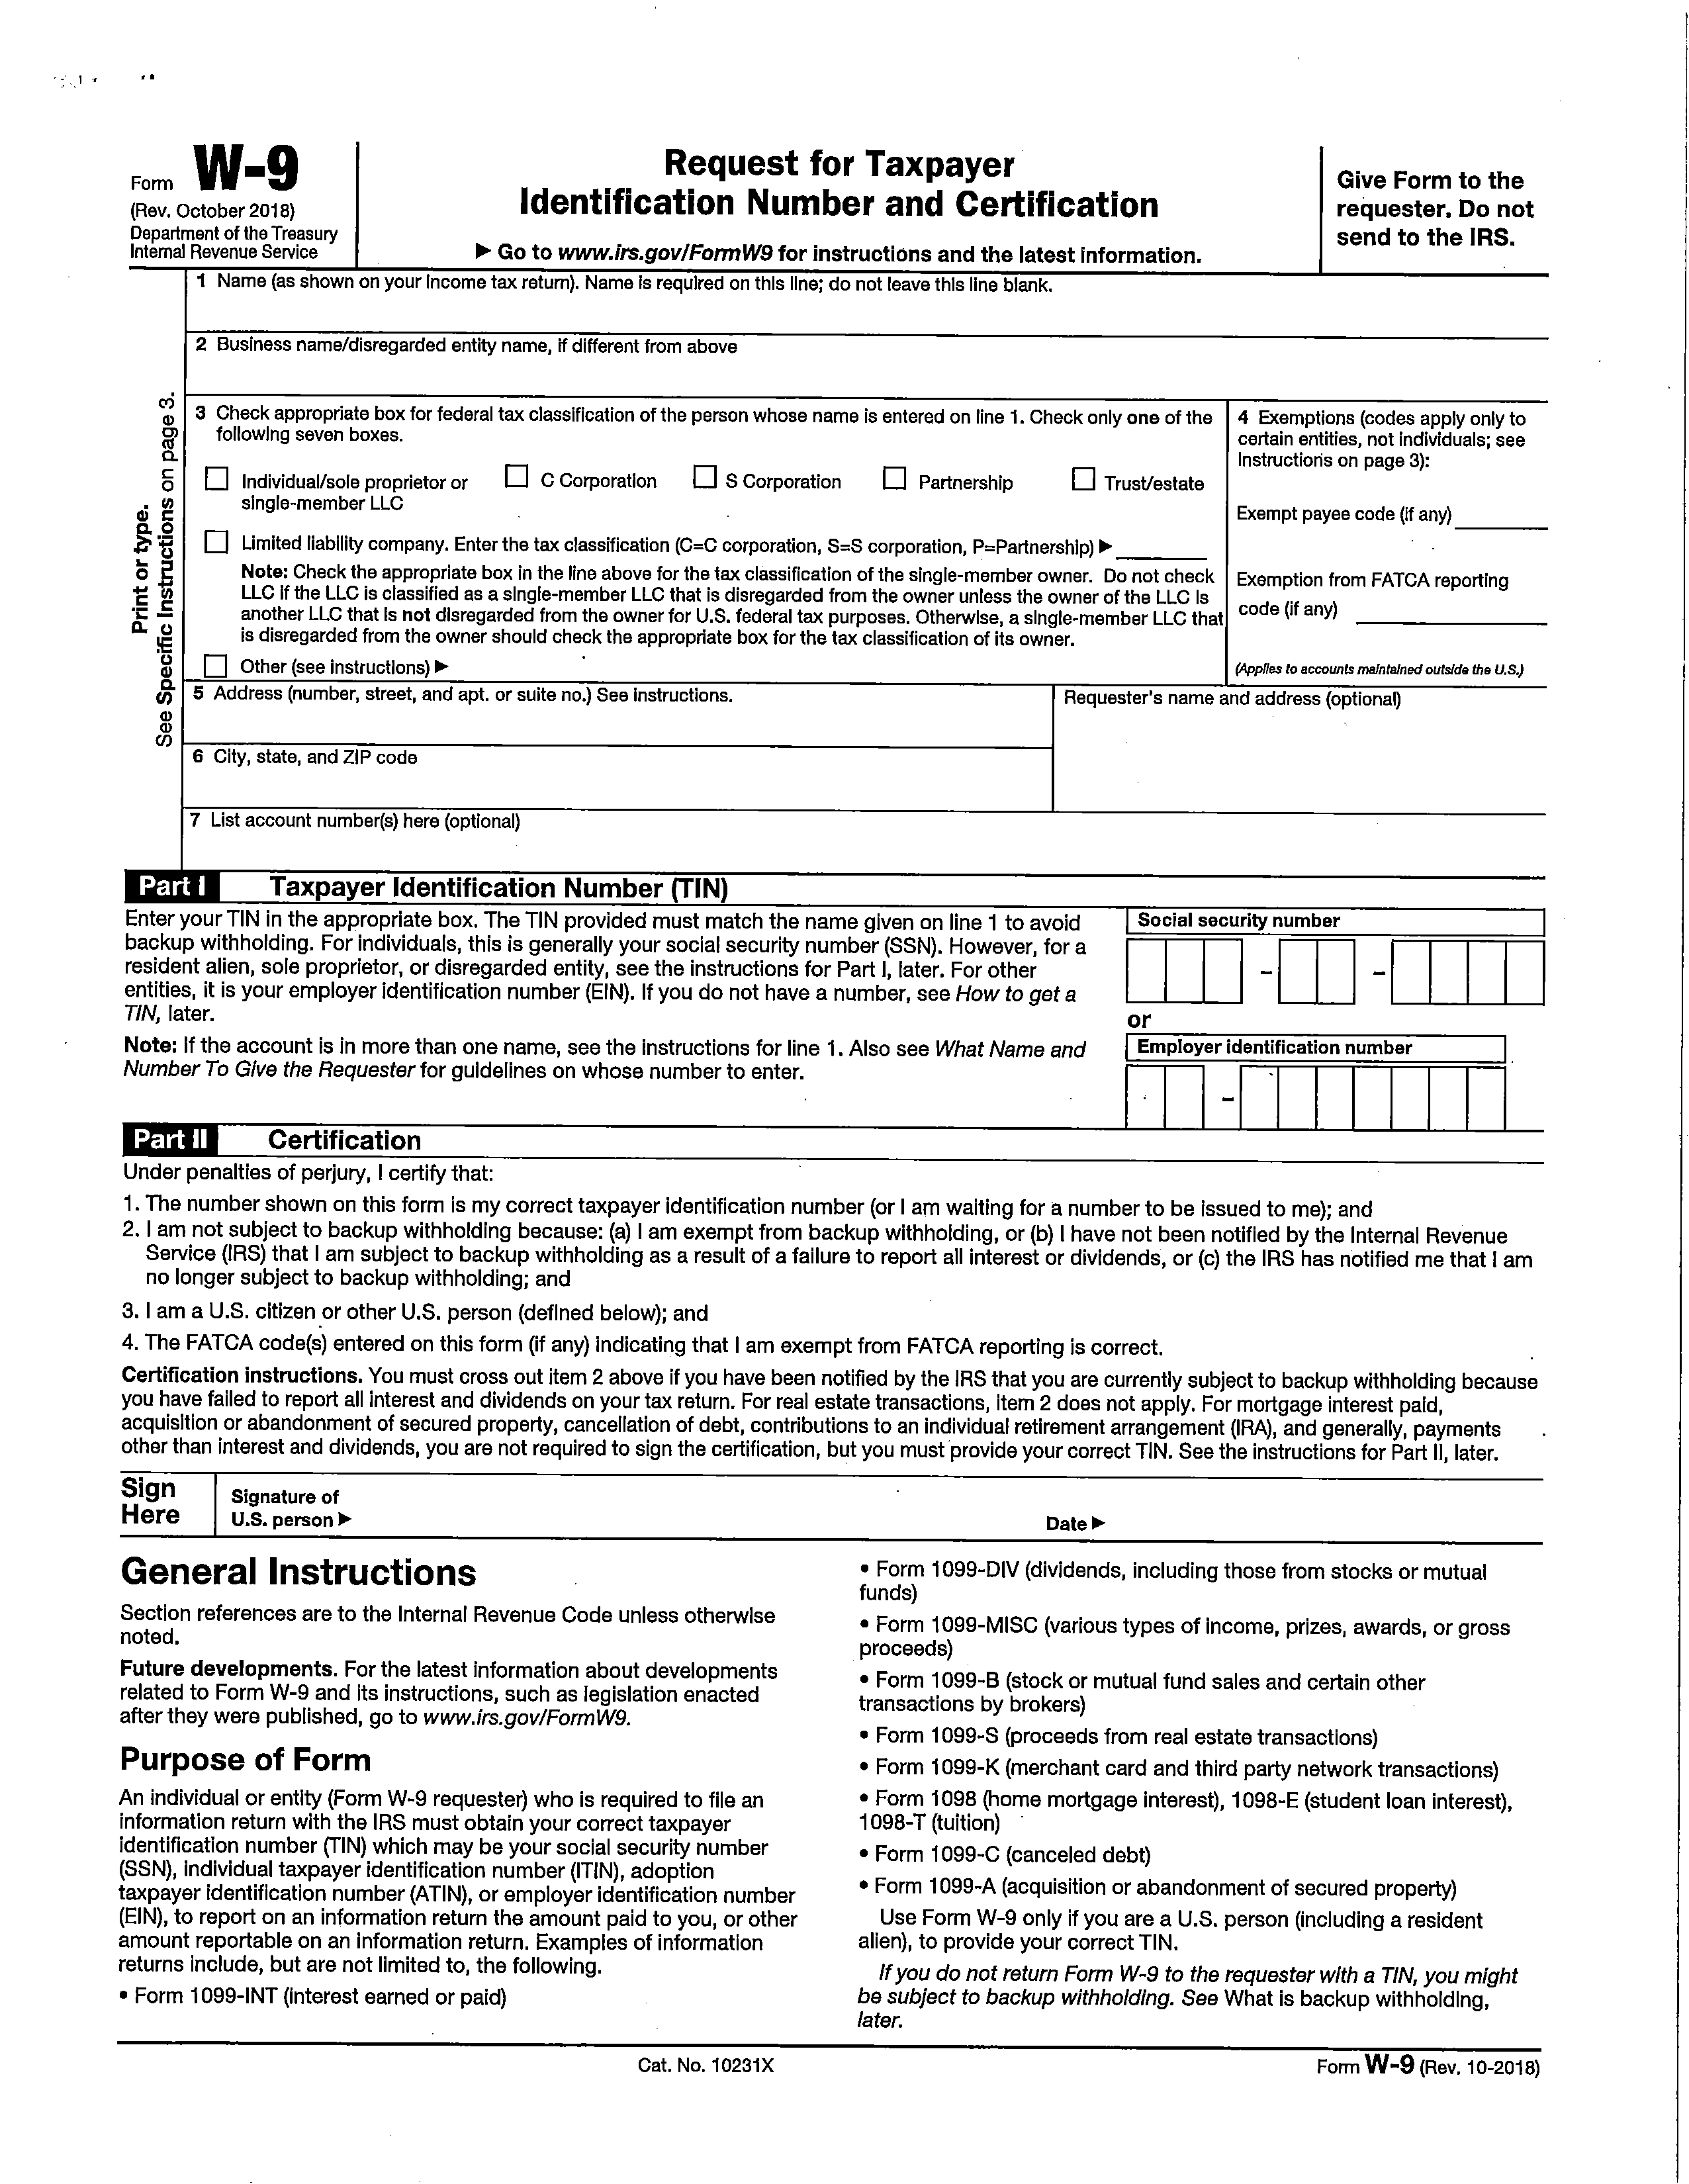 Form W-9
(Rev. October 2018)
Department of the Treasury
Internal Revenue Service
Request for Taxpayer
Identification Number and Certification
▶ Go to www.irs.gov/FormW9 for instructions and the latest information.
Give Form to the
requester. Do not
send to the IRS.
Print or type.
See Specific Instructions on page 3.
1 Name (as shown on your income tax return). Name is required on this line; do not leave this line blank.
2 Business name/disregarded entity name, if different from above
3 Check appropriate box for federal tax classification of the person whose name is entered on line 1. Check only one of the
following seven boxes.
Individual/sole proprietor or
single-member LLC
C Corporation
S Corporation
Partnership
Trust/estate
Limited liability company. Enter the tax classification (C=C corporation, S=S corporation, P=Partnership) ▶
Note: Check the appropriate box in the line above for the tax classification of the single-member owner. Do not check
LLC if the LLC is classified as a single-member LLC that is disregarded from the owner unless the owner of the LLC is
another LLC that is not disregarded from the owner for U.S. federal tax purposes. Otherwise, a single-member LLC that
is disregarded from the owner should check the appropriate box for the tax classification of its owner.
Other (see instructions) ▶
4 Exemptions (codes apply only to
certain entities, not individuals; see
instructions on page 3):
Exempt payee code (if any)
Exemption from FATCA reporting
code (if any)
(Applies to accounts maintained outside the U.S.)
5 Address (number, street, and apt. or suite no.) See instructions.
Requester's name and address (optional)
6 City, state, and ZIP code
7 List account number(s) here (optional)
Part I Taxpayer Identification Number (TIN)
Enter your TIN in the appropriate box. The TIN provided must match the name given on line 1 to avoid
backup withholding. For individuals, this is generally your social security number (SSN). However, for a
resident alien, sole proprietor, or disregarded entity, see the instructions for Part I, later. For other
entities, it is your employer identification number (EIN). If you do not have a number, see How to get a
TIN, later.
Note: If the account is in more than one name, see the instructions for line 1. Also see What Name and
Number To Give the Requester for guidelines on whose number to enter.
Social security number
– –
or
Employer identification number
–
Part II Certification
Under penalties of perjury, I certify that:
1. The number shown on this form is my correct taxpayer identification number (or I am waiting for a number to be issued to me); and
2. I am not subject to backup withholding because: (a) I am exempt from backup withholding, or (b) I have not been notified by the Internal Revenue
Service (IRS) that I am subject to backup withholding as a result of a failure to report all interest or dividends, or (c) the IRS has notified me that I am
no longer subject to backup withholding; and
3. I am a U.S. citizen or other U.S. person (defined below); and
4. The FATCA code(s) entered on this form (if any) indicating that I am exempt from FATCA reporting is correct.
Certification instructions. You must cross out item 2 above if you have been notified by the IRS that you are currently subject to backup withholding because
you have failed to report all interest and dividends on your tax return. For real estate transactions, item 2 does not apply. For mortgage interest paid,
acquisition or abandonment of secured property, cancellation of debt, contributions to an individual retirement arrangement (IRA), and generally, payments
other than interest and dividends, you are not required to sign the certification, but you must provide your correct TIN. See the instructions for Part II, later.
Sign
Here
Signature of
U.S. person ▶
Date ▶
General Instructions
Section references are to the Internal Revenue Code unless otherwise
noted.
Future developments. For the latest information about developments
related to Form W-9 and its instructions, such as legislation enacted
after they were published, go to www.irs.gov/FormW9.
Purpose of Form
An individual or entity (Form W-9 requester) who is required to file an
information return with the IRS must obtain your correct taxpayer
identification number (TIN) which may be your social security number
(SSN), individual taxpayer identification number (ITIN), adoption
taxpayer identification number (ATIN), or employer identification number
(EIN), to report on an information return the amount paid to you, or other
amount reportable on an information return. Examples of information
returns include, but are not limited to, the following.
• Form 1099-INT (interest earned or paid)
• Form 1099-DIV (dividends, including those from stocks or mutual
funds)
• Form 1099-MISC (various types of income, prizes, awards, or gross
proceeds)
• Form 1099-B (stock or mutual fund sales and certain other
transactions by brokers)
• Form 1099-S (proceeds from real estate transactions)
• Form 1099-K (merchant card and third party network transactions)
• Form 1098 (home mortgage interest), 1098-E (student loan interest),
1098-T (tuition)
• Form 1099-C (canceled debt)
• Form 1099-A (acquisition or abandonment of secured property)
Use Form W-9 only if you are a U.S. person (including a resident
alien), to provide your correct TIN.
If you do not return Form W-9 to the requester with a TIN, you might
be subject to backup withholding. See What is backup withholding,
later.
Cat. No. 10231X
Form W-9 (Rev. 10-2018)